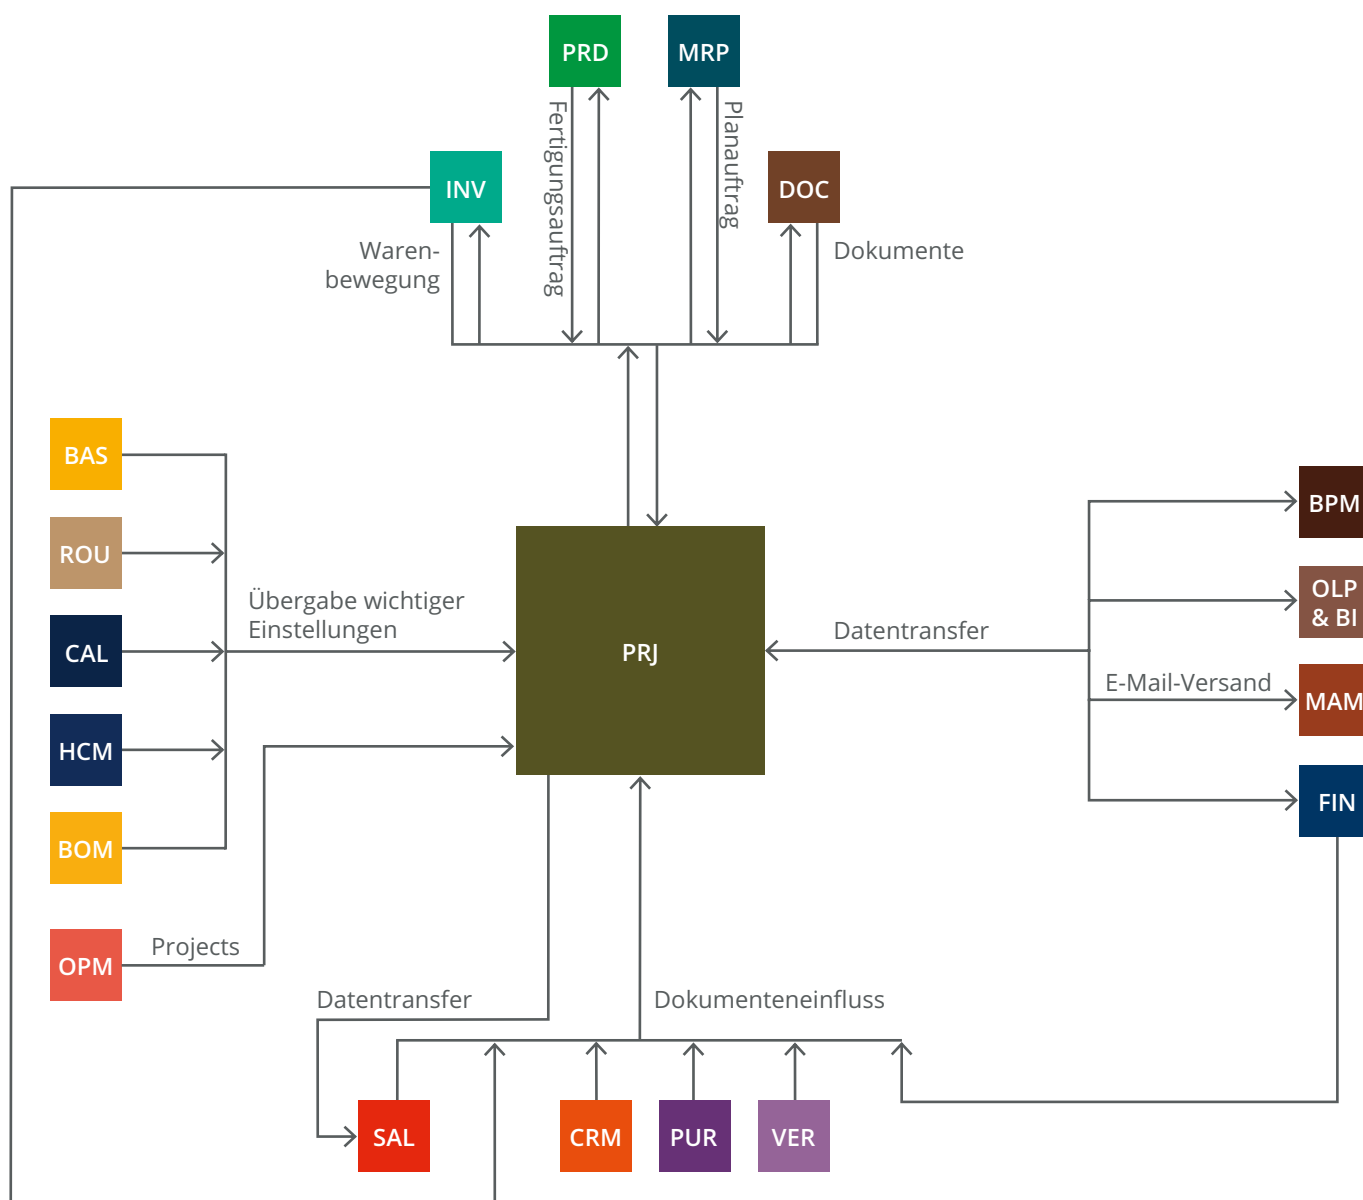 PRD
MRP
Fertigungsauftrag
Planauftrag
INV
DOC
Waren-
bewegung
Dokumente
BAS
ROU
CAL
HCM
BOM
OPM
Übergabe wichtiger
Einstellungen
Projects
PRJ
Datentransfer
E-Mail-Versand
BPM
OLP
& BI
MAM
FIN
Datentransfer
Dokumenteneinfluss
SAL
CRM
PUR
VER